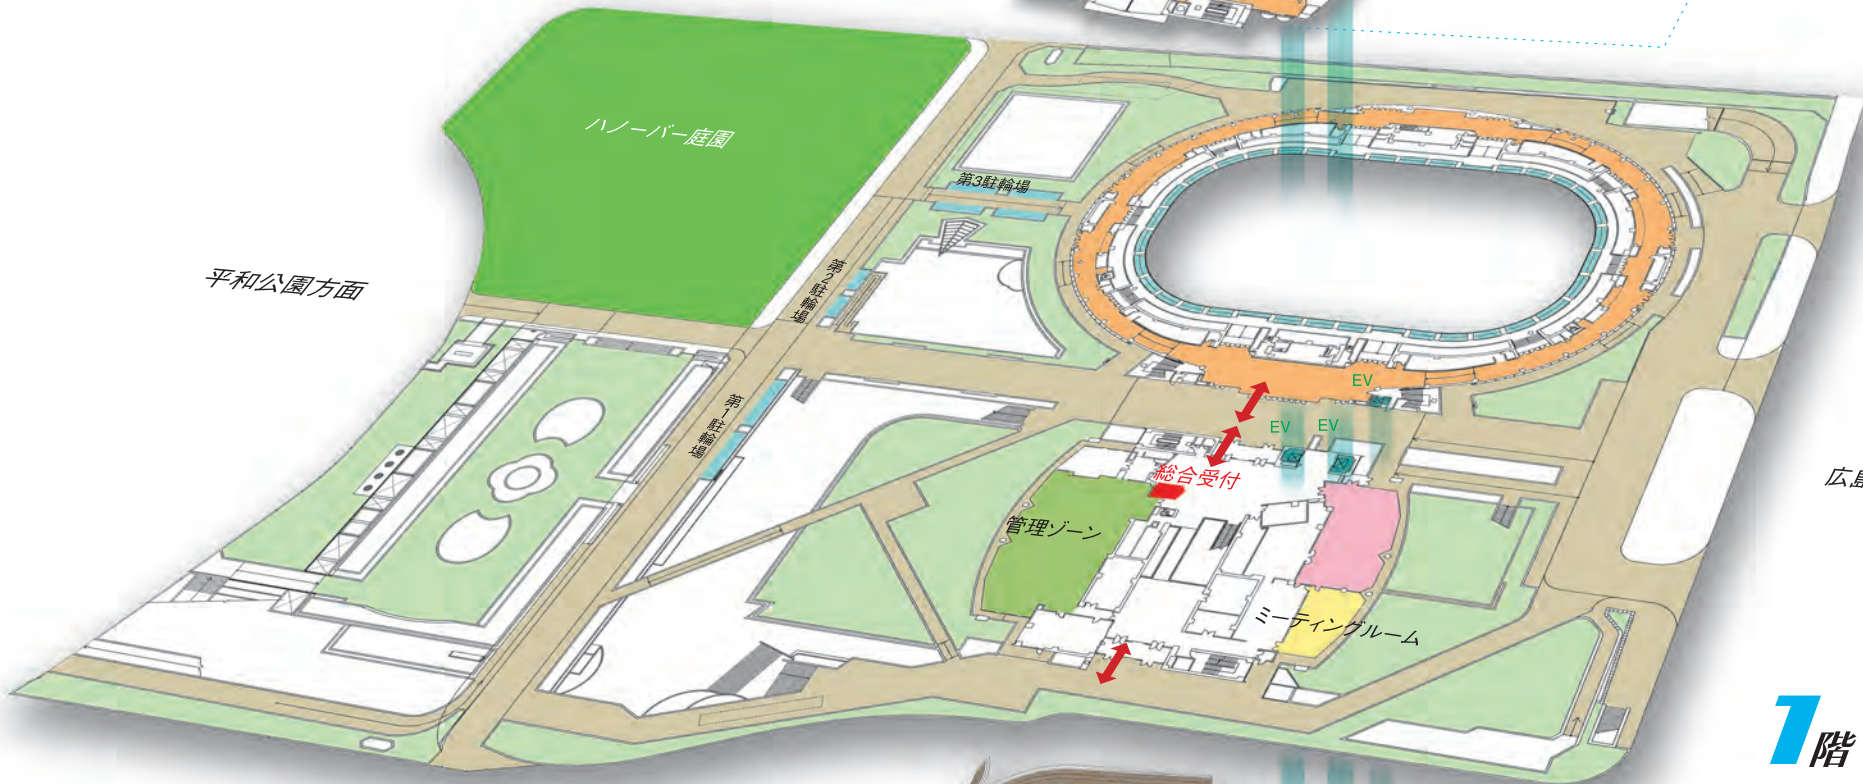 ハノーバー庭園
第3駐輪場
平和公園方面
第2駐輪場
EV
第1駐輪場
EV
EV
総合受付
広島
管理ゾーン
ミーティングルーム
1階